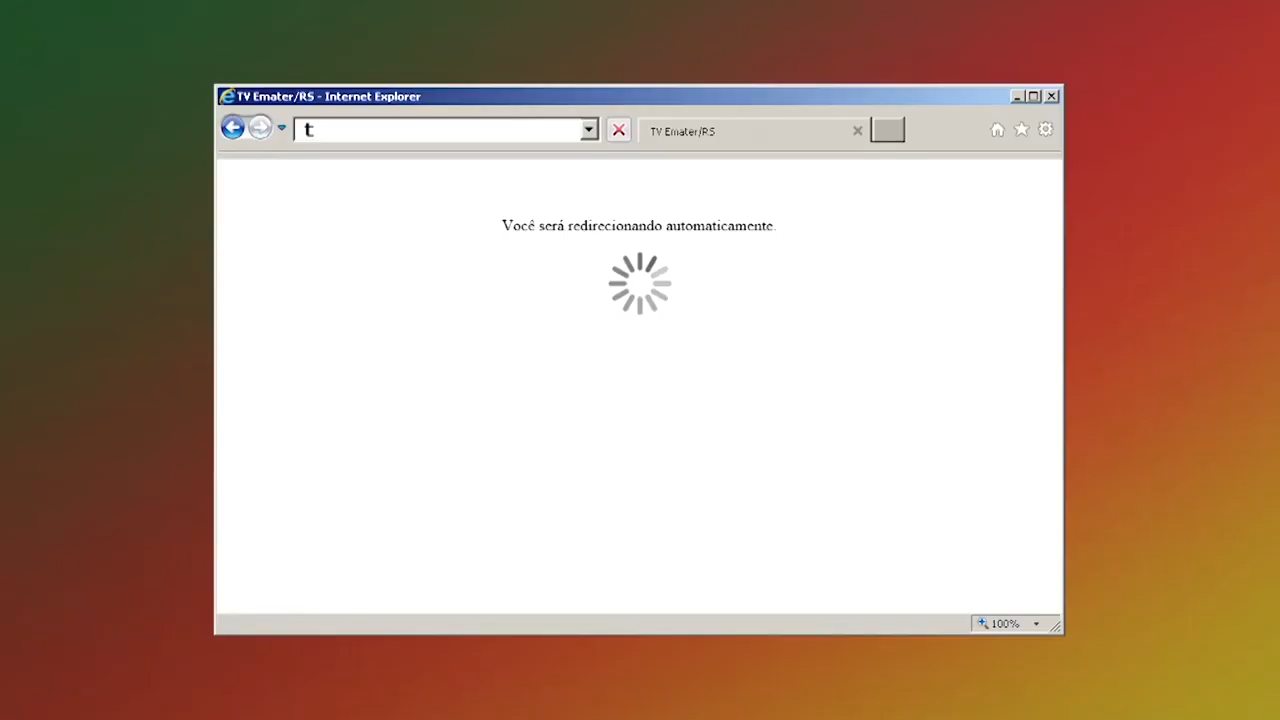 TV Emater/RS - Internet Explorer
t
TV Emater/RS
Você será redirecionando automaticamente.
100%